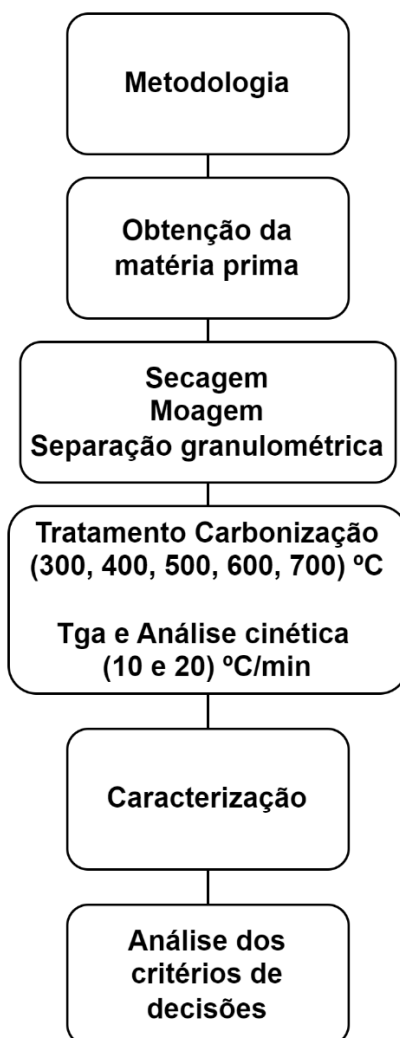 Metodologia
Obtenção da
matéria prima
Secagem
Moagem
Separação granulométrica
Tratamento Carbonização
(300, 400, 500, 600, 700) ºC
Tga e Análise cinética
(10 e 20) ºC/min
Caracterização
Análise dos
critérios de
decisões